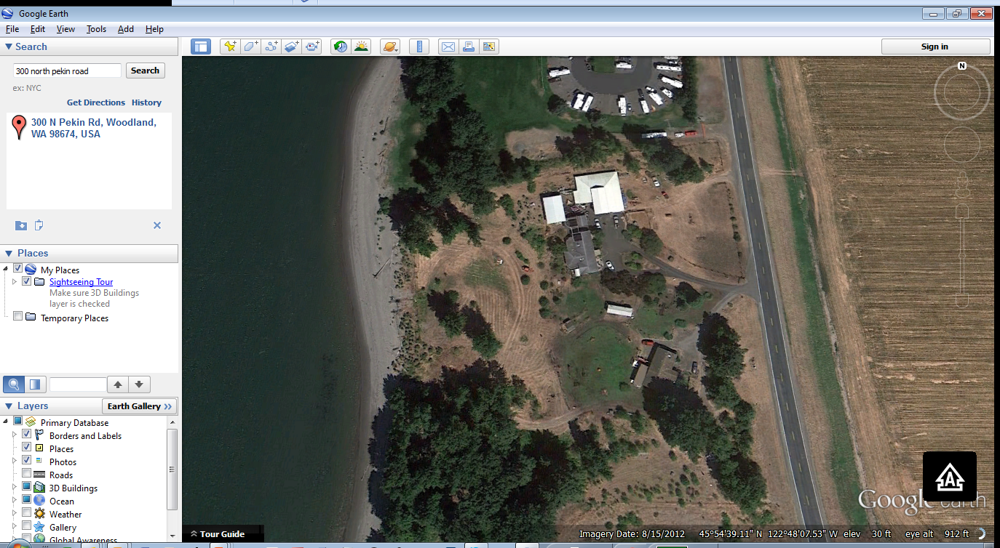 Google Earth
File Edit View Tools Add Help
Search
Sign in
300 north pekin road Search
ex: NYC
Get Directions History
300 N Pekin Rd, Woodland,
WA 98674, USA
Places
My Places
Sightseeing Tour
Make sure 3D Buildings
layer is checked
Temporary Places
Layers
Earth Gallery >>
Primary Database
Borders and Labels
Places
Photos
Roads
3D Buildings
Ocean
Weather
Gallery
Global Awareness
N
A
Google earth
Tour Guide
Imagery Date: 8/15/2012 45°54'39.11" N 122°48'07.53" W elev 30 ft eye alt 912 ft